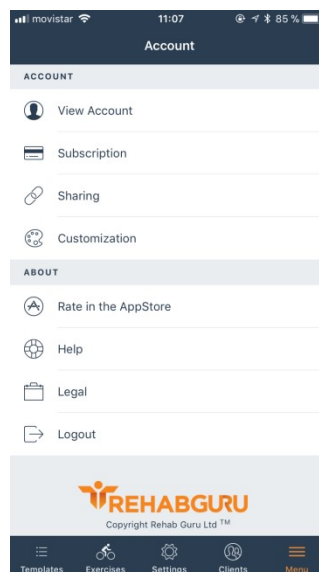 movistar 11:07 85 %
Account
ACCOUNT
View Account
Subscription
Sharing
Customization
ABOUT
Rate in the AppStore
Help
Legal
Logout
REHABGURU
Copyright Rehab Guru Ltd ™
Templates Exercises Settings Clients Menu